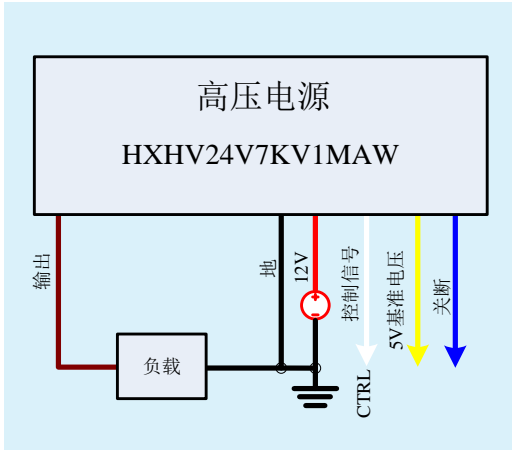 高压电源
HXHV24V7KV1MAW
输出
地
12V
控制信号
5V基准电压
关断
负载
CTRL